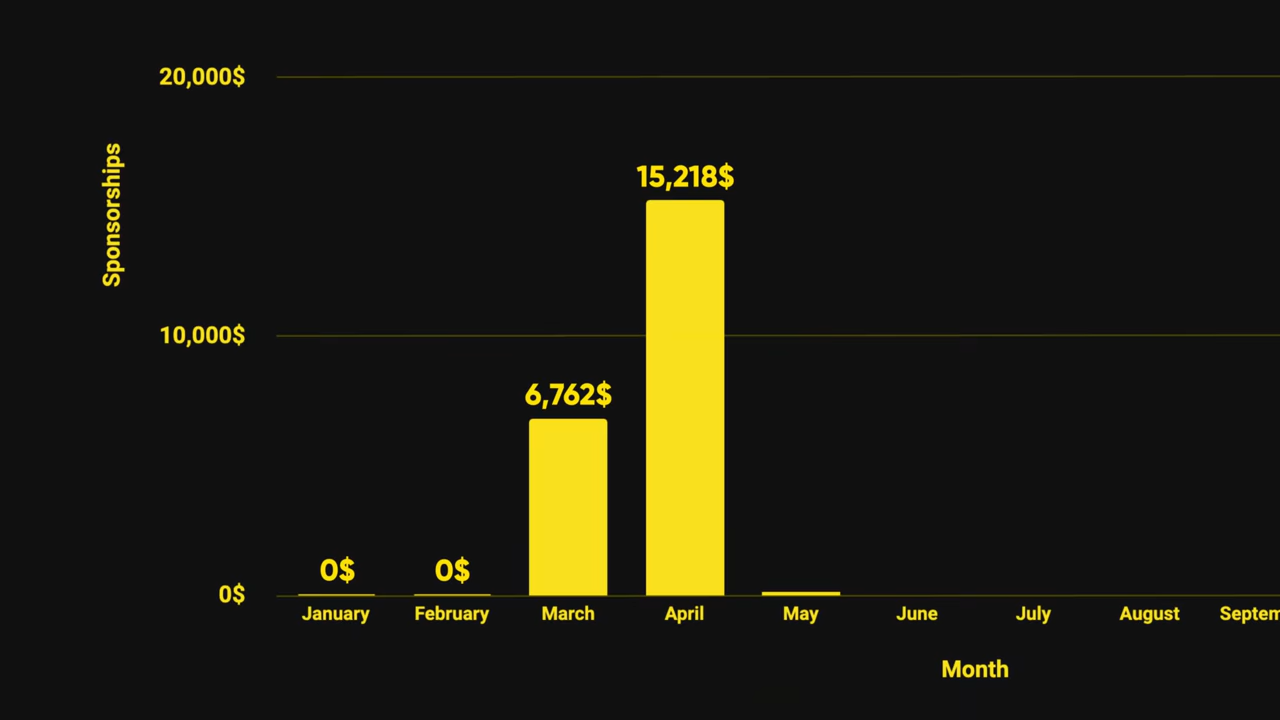 20,000$
Sponsorships
15,218$
10,000$
6,762$
0$ 0$
0$
January February March April May June July August Septem
Month